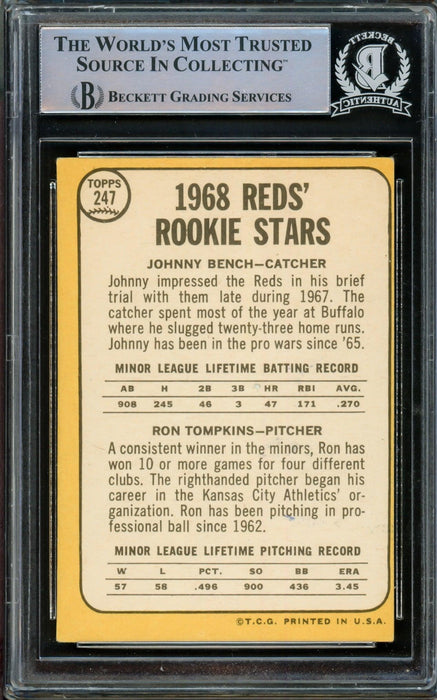 THE WORLD'S MOST TRUSTED
SOURCE IN COLLECTING™
B BECKETT GRADING SERVICES
BECKETT
AUTHENTIC
TOPPS
247
1968 REDS'
ROOKIE STARS
JOHNNY BENCH—CATCHER
Johnny impressed the Reds in his brief
trial with them late during 1967. The
catcher spent most of the year at Buffalo
where he slugged twenty-three home runs.
Johnny has been in the pro wars since '65.
MINOR LEAGUE LIFETIME BATTING RECORD
AB H 2B 3B HR RBI AVG.
908 245 46 3 47 171 .270
RON TOMPKINS—PITCHER
A consistent winner in the minors, Ron has
won 10 or more games for four different
clubs. The righthanded pitcher began his
career in the Kansas City Athletics' or-
ganization. Ron has been pitching in pro-
fessional ball since 1962.
MINOR LEAGUE LIFETIME PITCHING RECORD
W L PCT. SO BB ERA
57 58 .496 900 436 3.45
©T.C.G. PRINTED IN U.S.A.